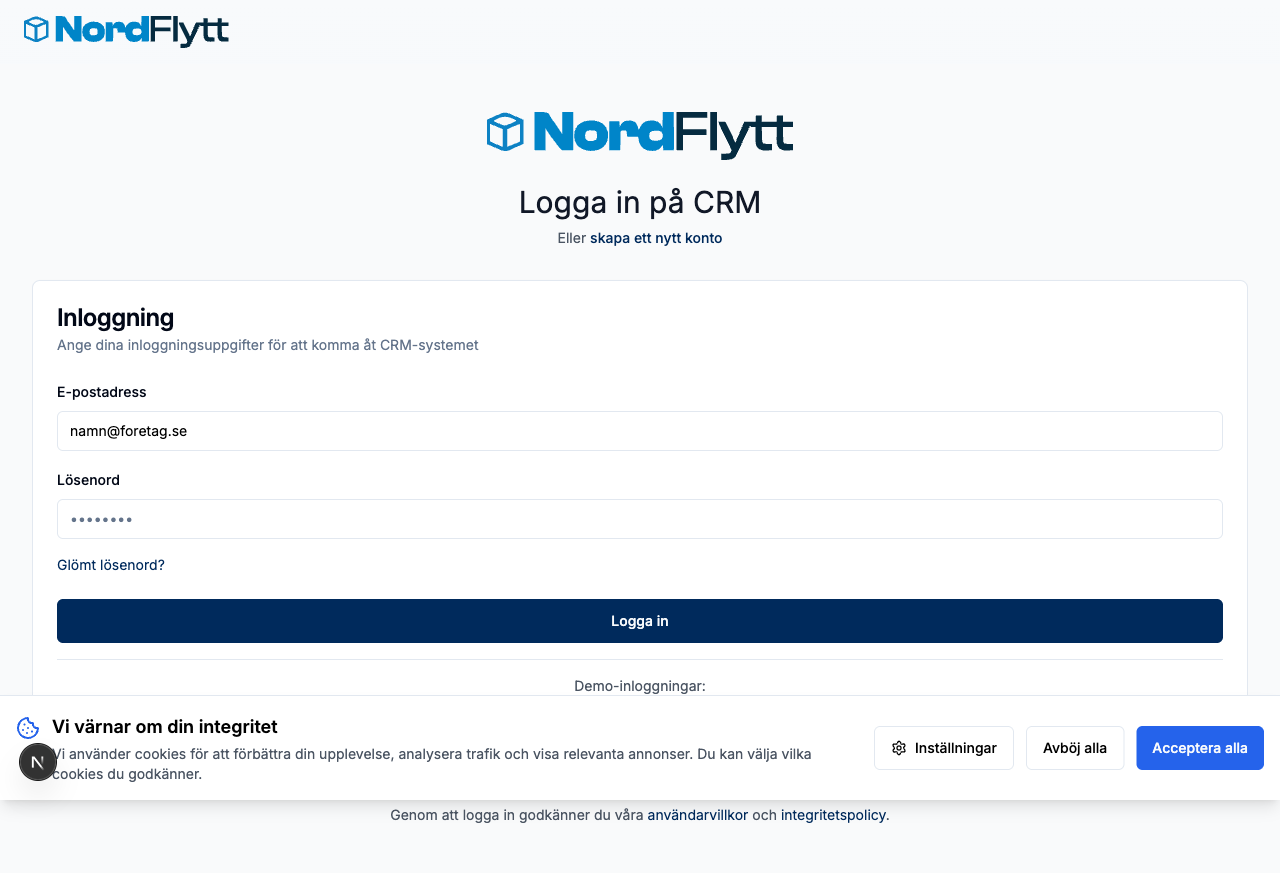 NordFlytt
NordFlytt
Logga in på CRM
Eller skapa ett nytt konto
Inloggning
Ange dina inloggningsuppgifter för att komma åt CRM-systemet
E-postadress
namn@foretag.se
Lösenord
••••••••
Glömt lösenord?
Logga in
Demo-inloggningar:
Vi värnar om din integritet
Vi använder cookies för att förbättra din upplevelse, analysera trafik och visa relevanta annonser. Du kan välja vilka
cookies du godkänner.
N
Inställningar
Avböj alla
Acceptera alla
Genom att logga in godkänner du våra användarvillkor och integritetspolicy.